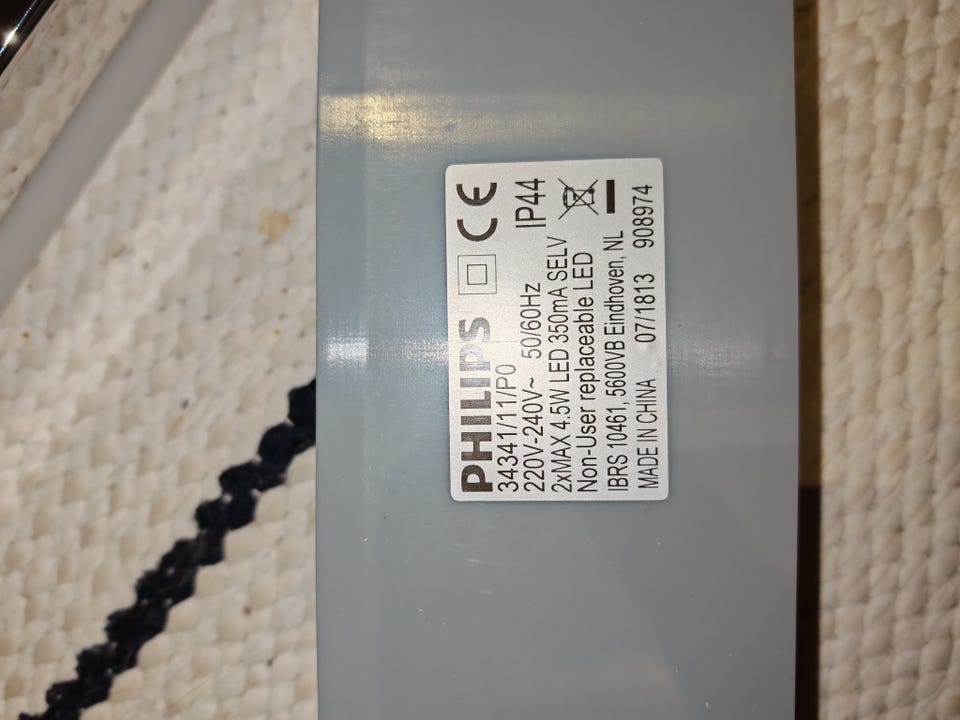 PHILIPS CE
34341/11/P0
220V-240V~ 50/60Hz IP44
2xMAX 4.5W LED 350mA SELV
Non-User replaceable LED
IBRS 10461, 5600VB Eindhoven, NL
MADE IN CHINA 07/1813 908974